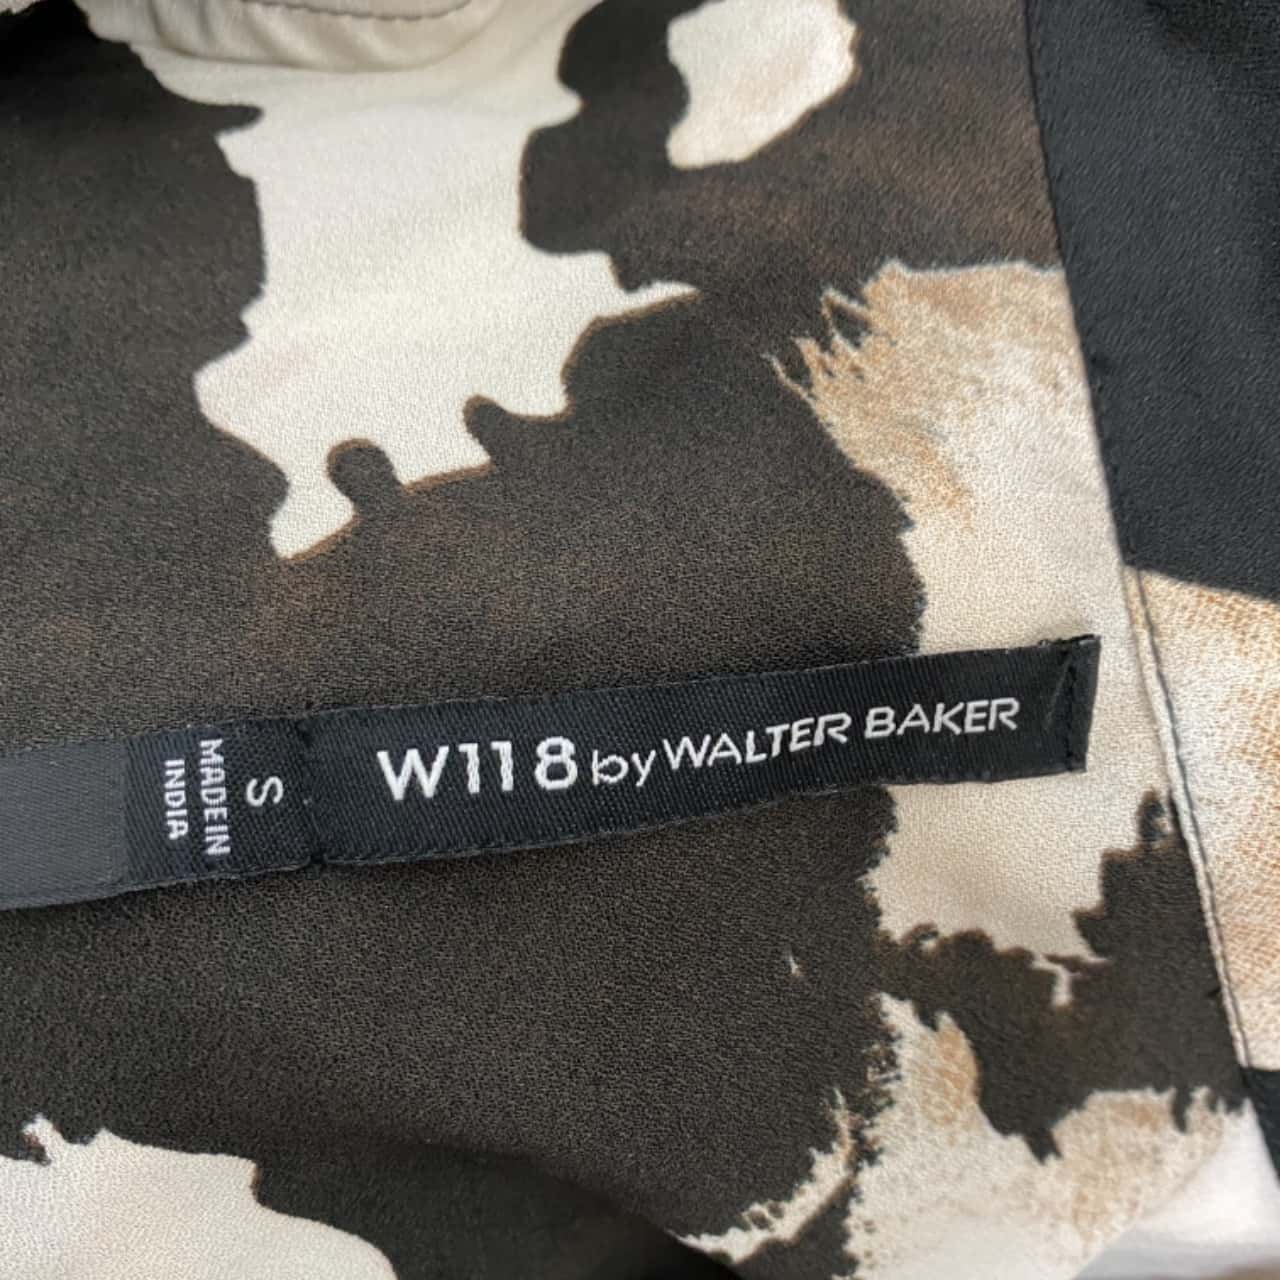 W118 by WALTER BAKER
S
MADE IN
INDIA